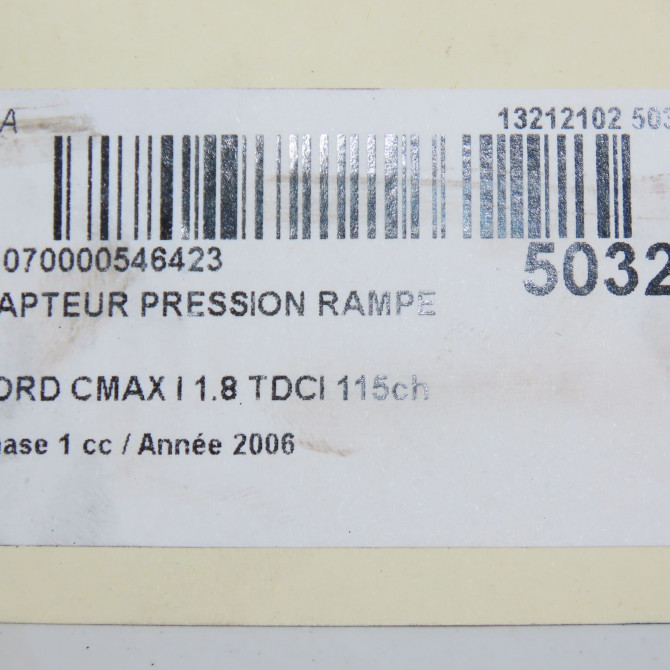 A 13212102 503
070000546423
5032
APTEUR PRESSION RAMPE
ORD CMAX I 1.8 TDCI 115ch
ase 1 cc / Année 2006